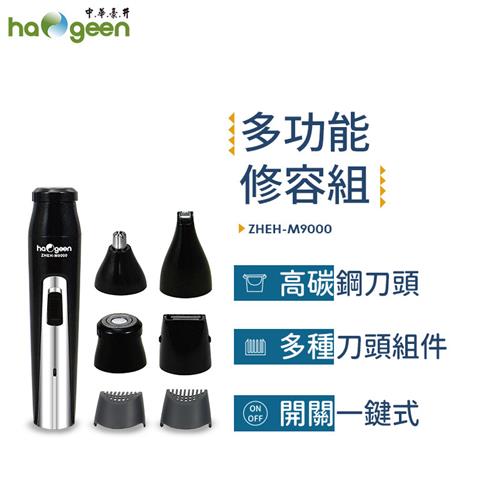 中・華・豪・井
haogeen
多功能
修容組
ZHEH-M9000
haogeen
ZHEH-M9000
高碳鋼刀頭
多種刀頭組件
ON
OFF
開關一鍵式